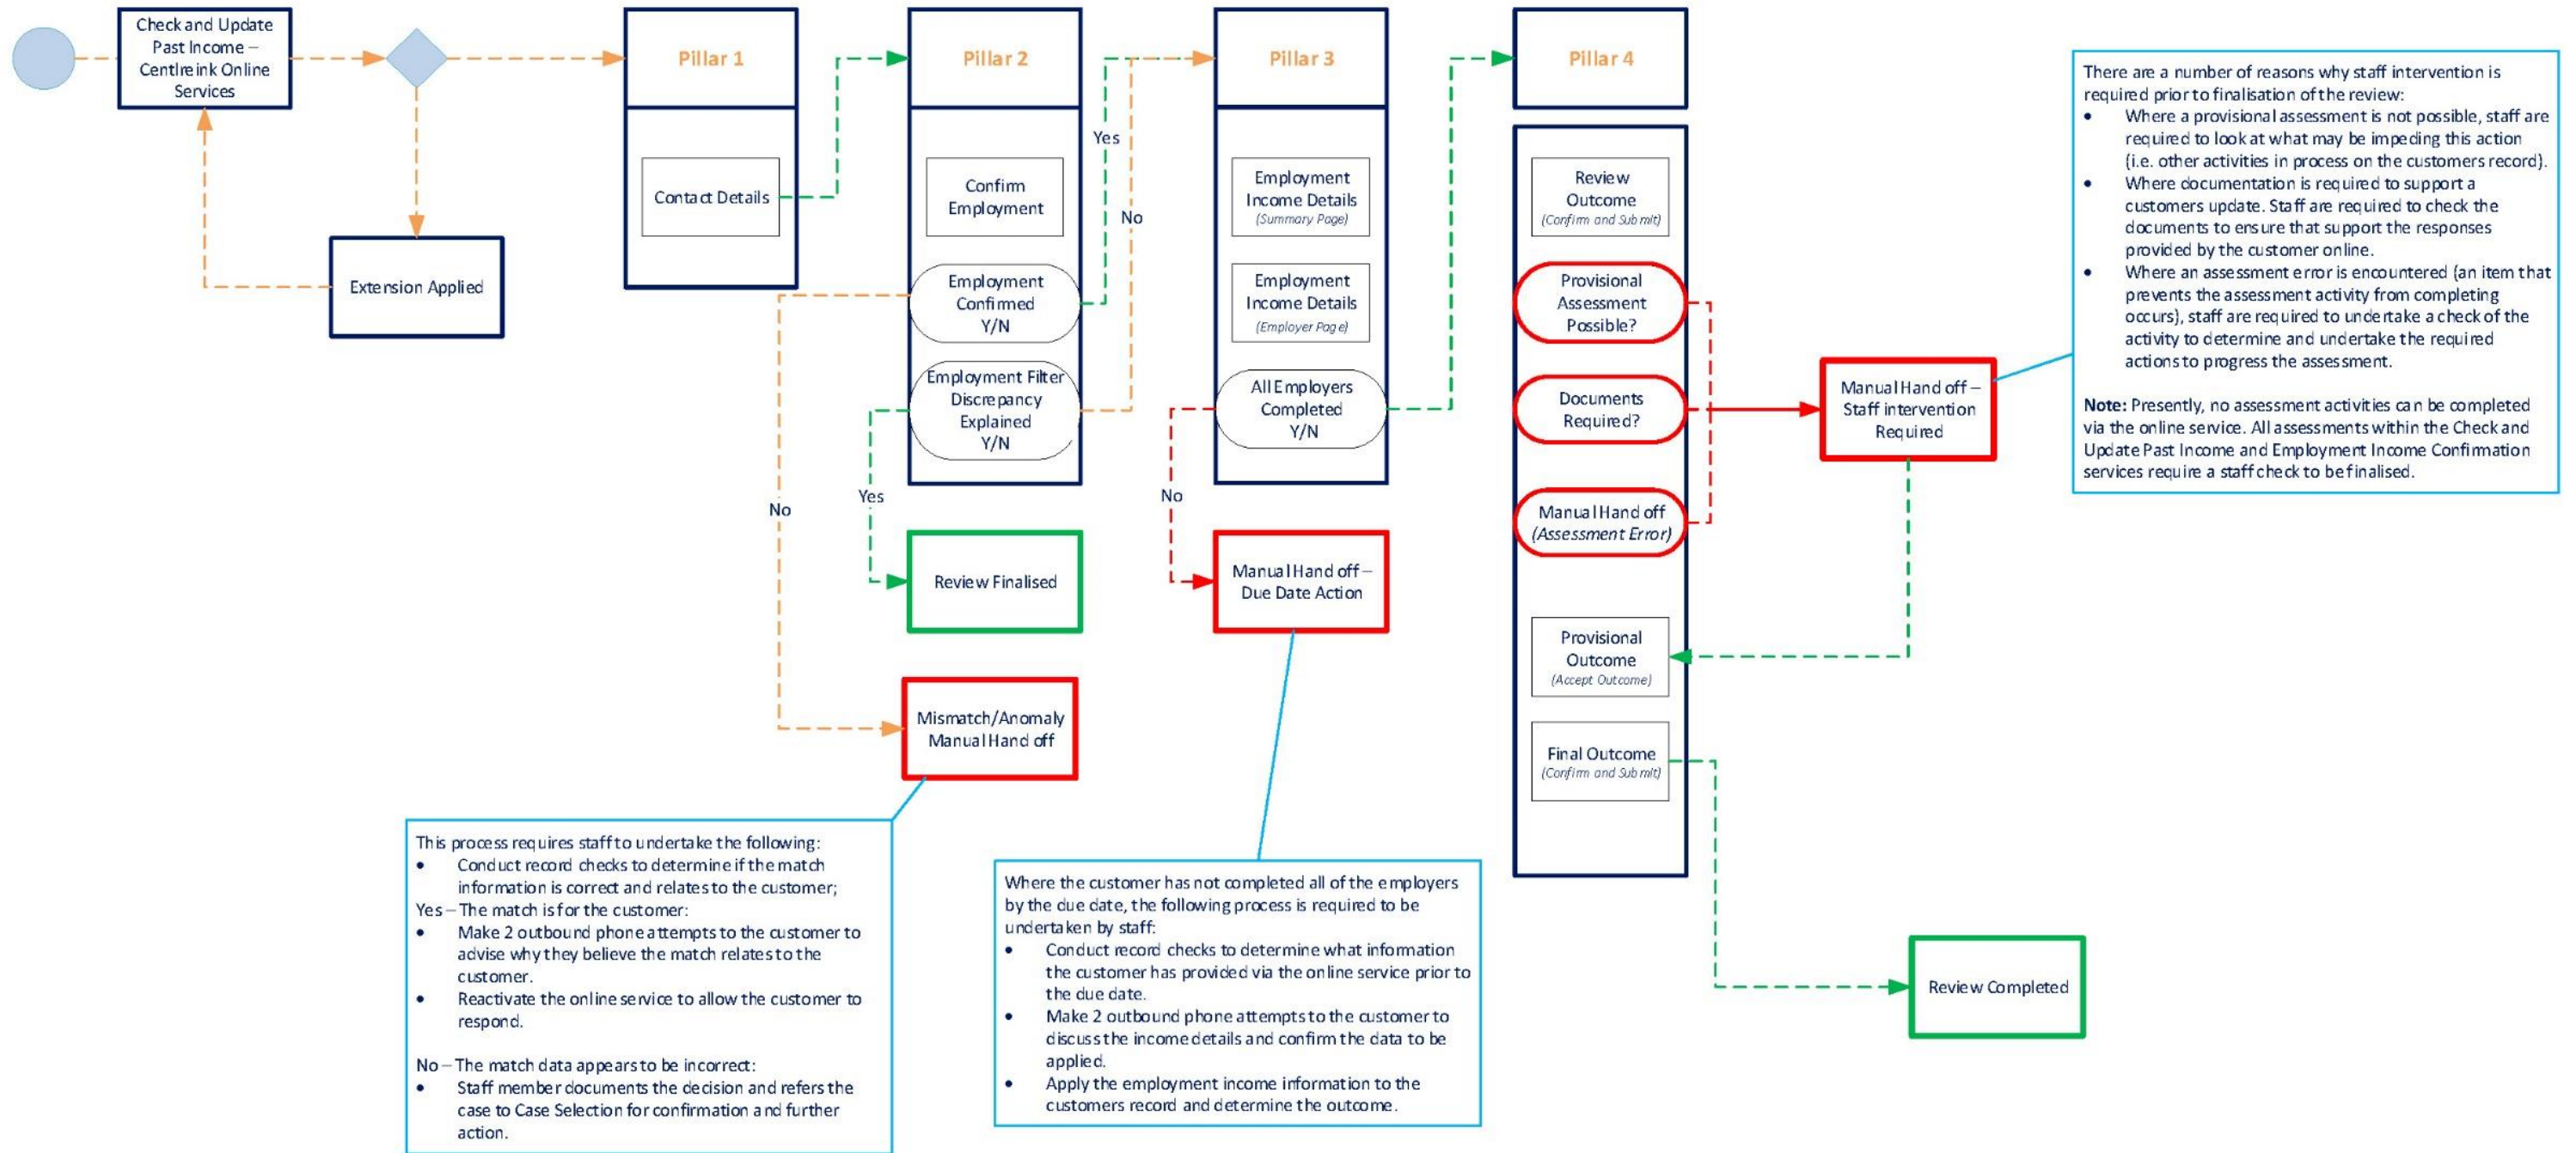 Check and Update
Past Income –
Centlreink Online
Services
Extension Applied
Pillar 1
Contact Details
Pillar 2
Confirm
Employment
Employment
Confirmed
Y/N
Employment Filter
Discrepancy
Explained
Y/N
Yes
No
No
Yes
Review Finalised
Mismatch/Anomaly
Manual Hand off
Pillar 3
Employment
Income Details
(Summary Page)
Employment
Income Details
(Employer Page)
All Employers
Completed
Y/N
No
Manual Hand off –
Due Date Action
Pillar 4
Review
Outcome
(Confirm and Submit)
Provisional
Assessment
Possible?
Documents
Required?
Manual Hand off
(Assessment Error)
Provisional
Outcome
(Accept Outcome)
Final Outcome
(Confirm and Submit)
Manual Hand off –
Staff intervention
Required
Review Completed
There are a number of reasons why staff intervention is
required prior to finalisation of the review:
• Where a provisional assessment is not possible, staff are
required to look at what may be impeding this action
(i.e. other activities in process on the customers record).
• Where documentation is required to support a
customers update. Staff are required to check the
documents to ensure that support the responses
provided by the customer online.
• Where an assessment error is encountered (an item that
prevents the assessment activity from completing
occurs), staff are required to undertake a check of the
activity to determine and undertake the required
actions to progress the assessment.
Note: Presently, no assessment activities can be completed
via the online service. All assessments within the Check and
Update Past Income and Employment Income Confirmation
services require a staff check to be finalised.
This process requires staff to undertake the following:
• Conduct record checks to determine if the match
information is correct and relates to the customer;
Yes – The match is for the customer:
• Make 2 outbound phone attempts to the customer to
advise why they believe the match relates to the
customer.
• Reactivate the online service to allow the customer to
respond.
No – The match data appears to be incorrect:
• Staff member documents the decision and refers the
case to Case Selection for confirmation and further
action.
Where the customer has not completed all of the employers
by the due date, the following process is required to be
undertaken by staff:
• Conduct record checks to determine what information
the customer has provided via the online service prior to
the due date.
• Make 2 outbound phone attempts to the customer to
discuss the income details and confirm the data to be
applied.
• Apply the employment income information to the
customers record and determine the outcome.